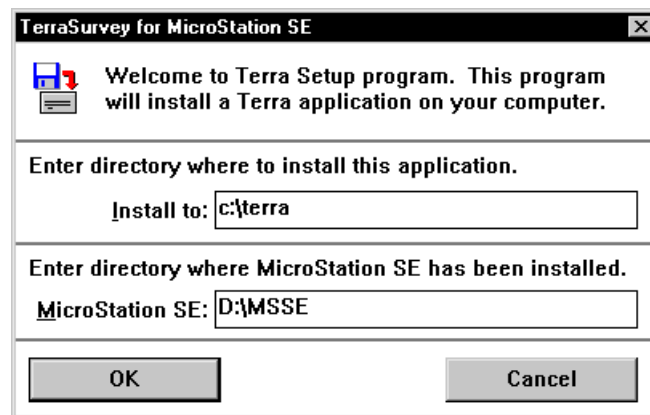 TerraSurvey for MicroStation SE
Welcome to Terra Setup program. This program
will install a Terra application on your computer.
Enter directory where to install this application.
Install to: c:\terra
Enter directory where MicroStation SE has been installed.
MicroStation SE: D:\MSSE
OK
Cancel